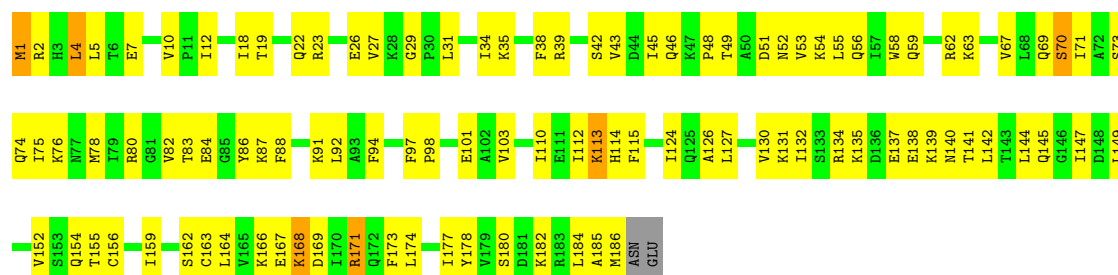 M1 R2 H3 L4 L5 T6 E7 V10 P11 I12 I18 T19 Q22 R23 E26 V27 K28 G29 P30 L31 I34 K35 F38 R39 S42 V43 D44 I45 Q46 K47 P48 T49 A50 D51 N52 V53 K54 L55 Q56 I57 W58 Q59 R62 K63 V67 L68 Q69 S70 I71 A72 S73
Q74 I75 K76 N77 M78 I79 R80 G81 V82 T83 E84 G85 Y86 K87 F88 K91 L92 A93 F94 F97 P98 E101 A102 V103 I110 E111 I112 K113 H114 F115 I124 Q125 A126 L127 V130 K131 I132 S133 R134 K135 D136 E137 E138 K139 N140 T141 L142 T143 L144 Q145 G146 I147 D148 L149
V152 S153 Q154 T155 C156 I159 S162 C163 L164 V165 K166 E167 K168 D169 I170 R171 Q172 F173 L174 I177 Y178 V179 S180 D181 K182 R183 L184 A185 M186 ASN GLU